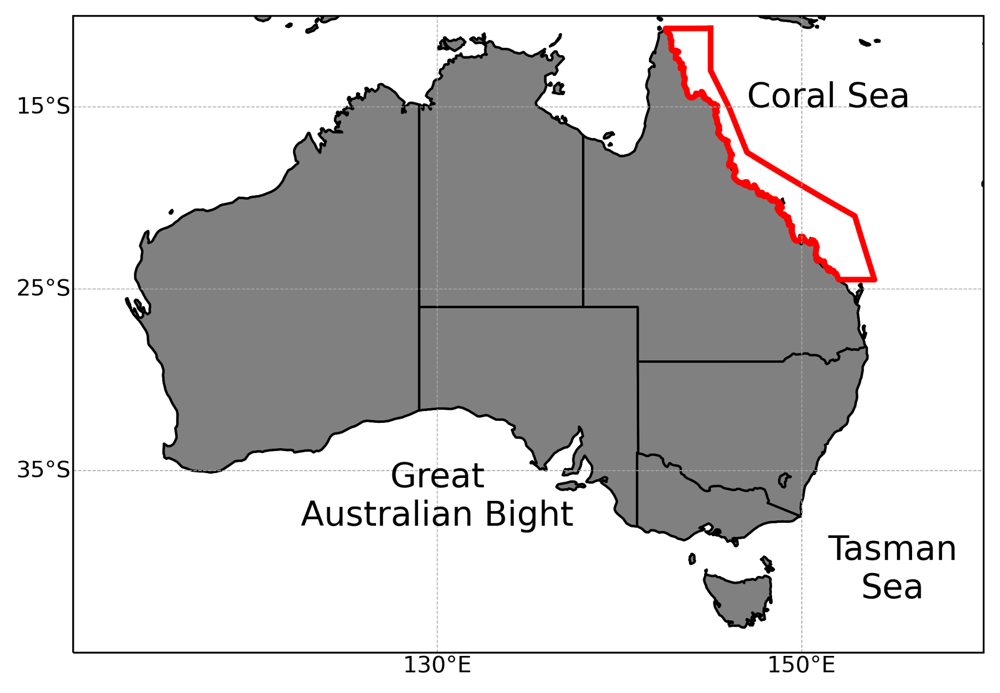 Coral Sea
15°S
25°S
35°S
Great
Australian Bight
Tasman
Sea
130°E
150°E